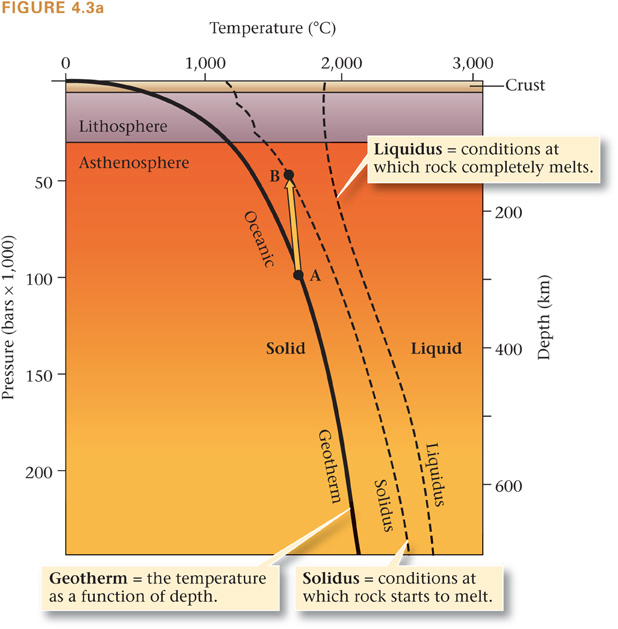 FIGURE 4.3a
Temperature (°C)
0
1,000
2,000
3,000
Crust
Lithosphere
Asthenosphere
Liquidus = conditions at
which rock completely melts.
B
50
200
Oceanic
Pressure (bars × 1,000)
100
A
Depth (km)
Solid
Liquid
400
150
Geotherm
Solidus
Liquidus
200
600
Geotherm = the temperature
as a function of depth.
Solidus = conditions at
which rock starts to melt.